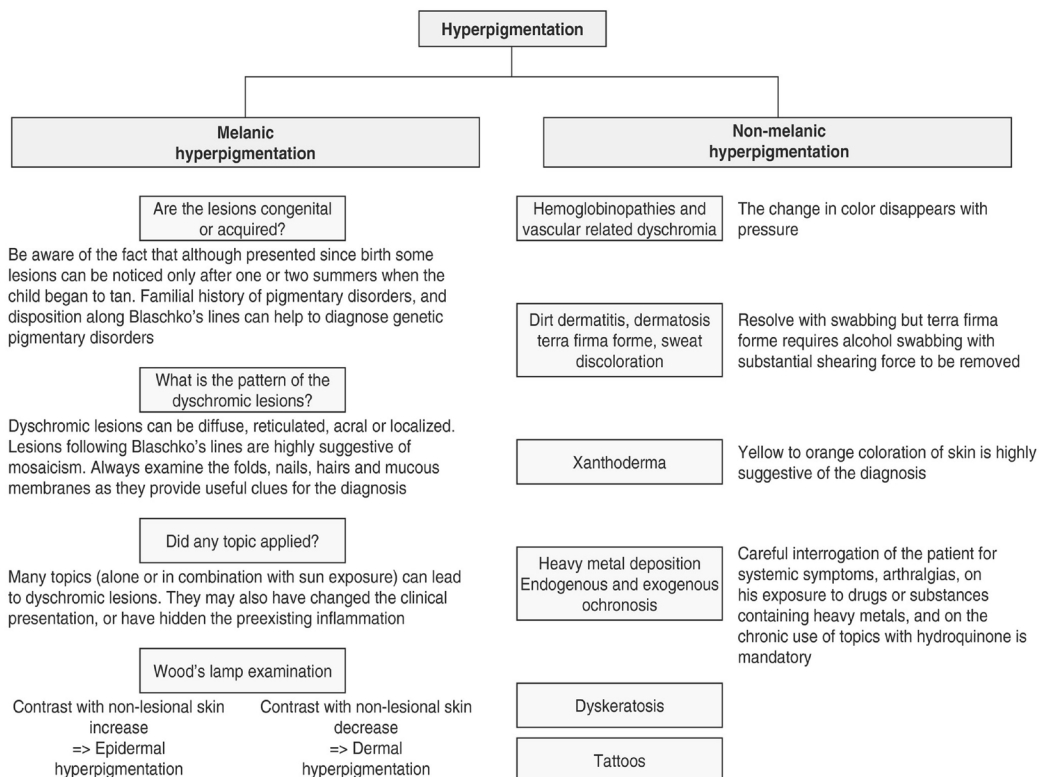 Hyperpigmentation
Melanic
hyperpigmentation
Are the lesions congenital
or acquired?
Be aware of the fact that although presented since birth some
lesions can be noticed only after one or two summers when the
child began to tan. Familial history of pigmentary disorders, and
disposition along Blaschko's lines can help to diagnose genetic
pigmentary disorders
What is the pattern of the
dyschromic lesions?
Dyschromic lesions can be diffuse, reticulated, acral or localized.
Lesions following Blaschko's lines are highly suggestive of
mosaicism. Always examine the folds, nails, hairs and mucous
membranes as they provide useful clues for the diagnosis
Did any topic applied?
Many topics (alone or in combination with sun exposure) can lead
to dyschromic lesions. They may also have changed the clinical
presentation, or have hidden the preexisting inflammation
Wood's lamp examination
Contrast with non-lesional skin
increase
=> Epidermal
hyperpigmentation
Contrast with non-lesional skin
decrease
=> Dermal
hyperpigmentation
Non-melanic
hyperpigmentation
Hemoglobinopathies and
vascular related dyschromia
The change in color disappears with
pressure
Dirt dermatitis, dermatosis
terra firma forme, sweat
discoloration
Resolve with swabbing but terra firma
forme requires alcohol swabbing with
substantial shearing force to be removed
Xanthoderma
Yellow to orange coloration of skin is highly
suggestive of the diagnosis
Heavy metal deposition
Endogenous and exogenous
ochronosis
Careful interrogation of the patient for
systemic symptoms, arthralgias, on
his exposure to drugs or substances
containing heavy metals, and on the
chronic use of topics with hydroquinone is
mandatory
Dyskeratosis
Tattoos